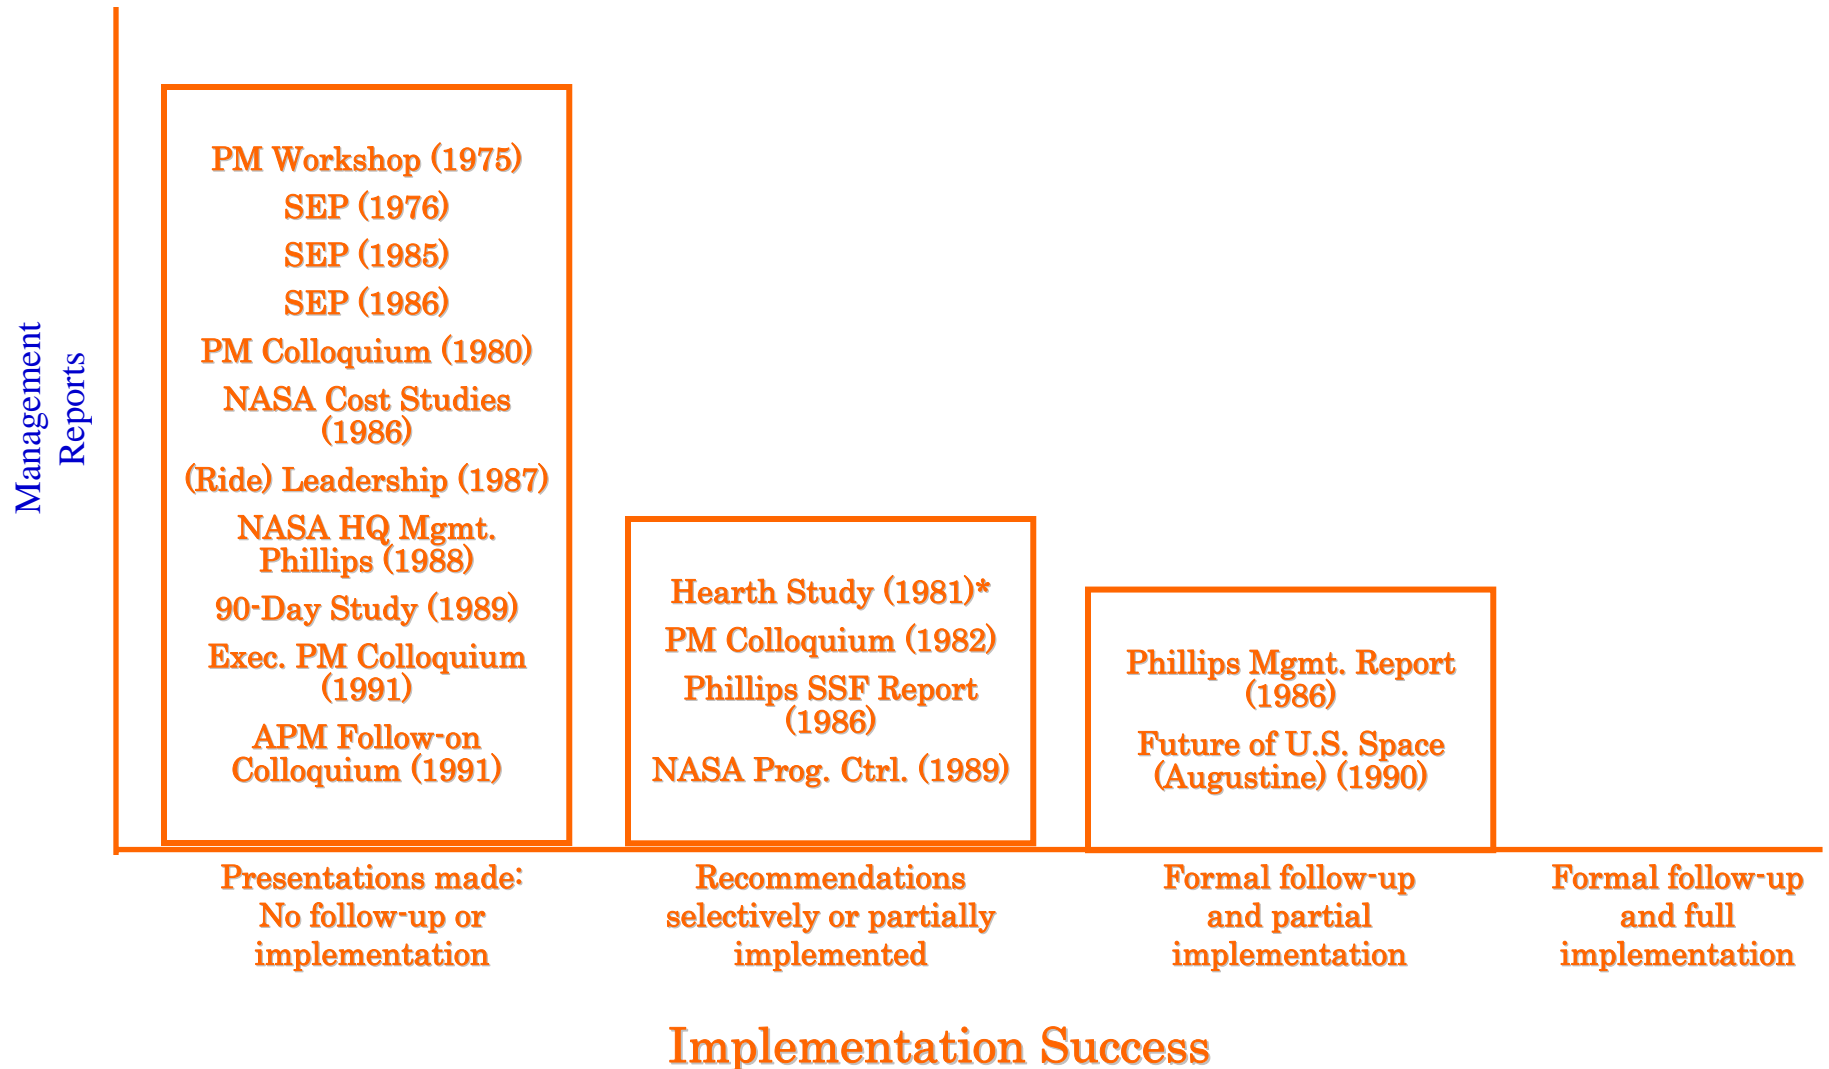 Management
Reports
PM Workshop (1975)
SEP (1976)
SEP (1985)
SEP (1986)
PM Colloquium (1980)
NASA Cost Studies
(1986)
(Ride) Leadership (1987)
NASA HQ Mgmt.
Phillips (1988)
90-Day Study (1989)
Exec. PM Colloquium
(1991)
APM Follow-on
Colloquium (1991)
Hearth Study (1981)*
PM Colloquium (1982)
Phillips SSF Report
(1986)
NASA Prog. Ctrl. (1989)
Phillips Mgmt. Report
(1986)
Future of U.S. Space
(Augustine) (1990)
Presentations made:
No follow-up or
implementation
Recommendations
selectively or partially
implemented
Formal follow-up
and partial
implementation
Formal follow-up
and full
implementation
Implementation Success